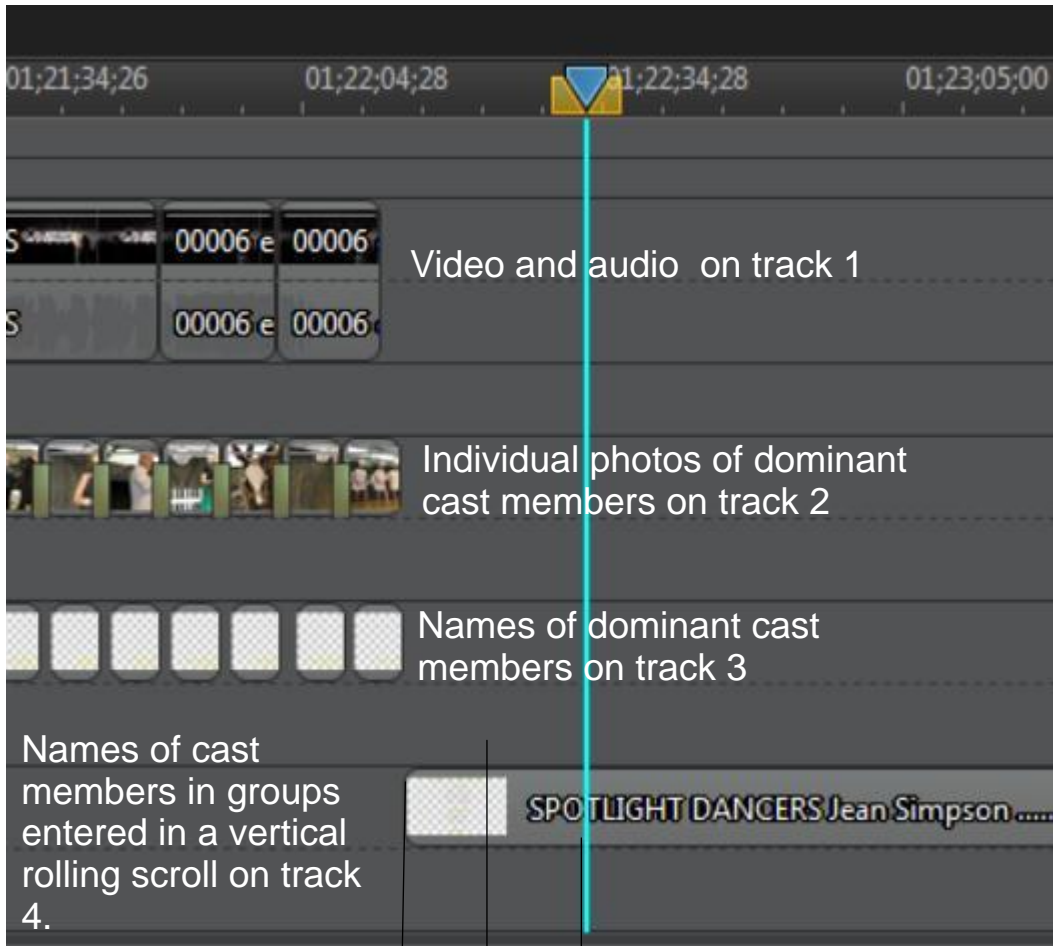 01;21;34;26 01;22;04;28 01;22;34;28 01;23;05;00
S 00006 e 00006
Video and audio on track 1
S 00006 e 00006
Individual photos of dominant
cast members on track 2
Names of dominant cast
members on track 3
Names of cast
members in groups
entered in a vertical
rolling scroll on track
4.
SPOTLIGHT DANCERS Jean Simpson .....